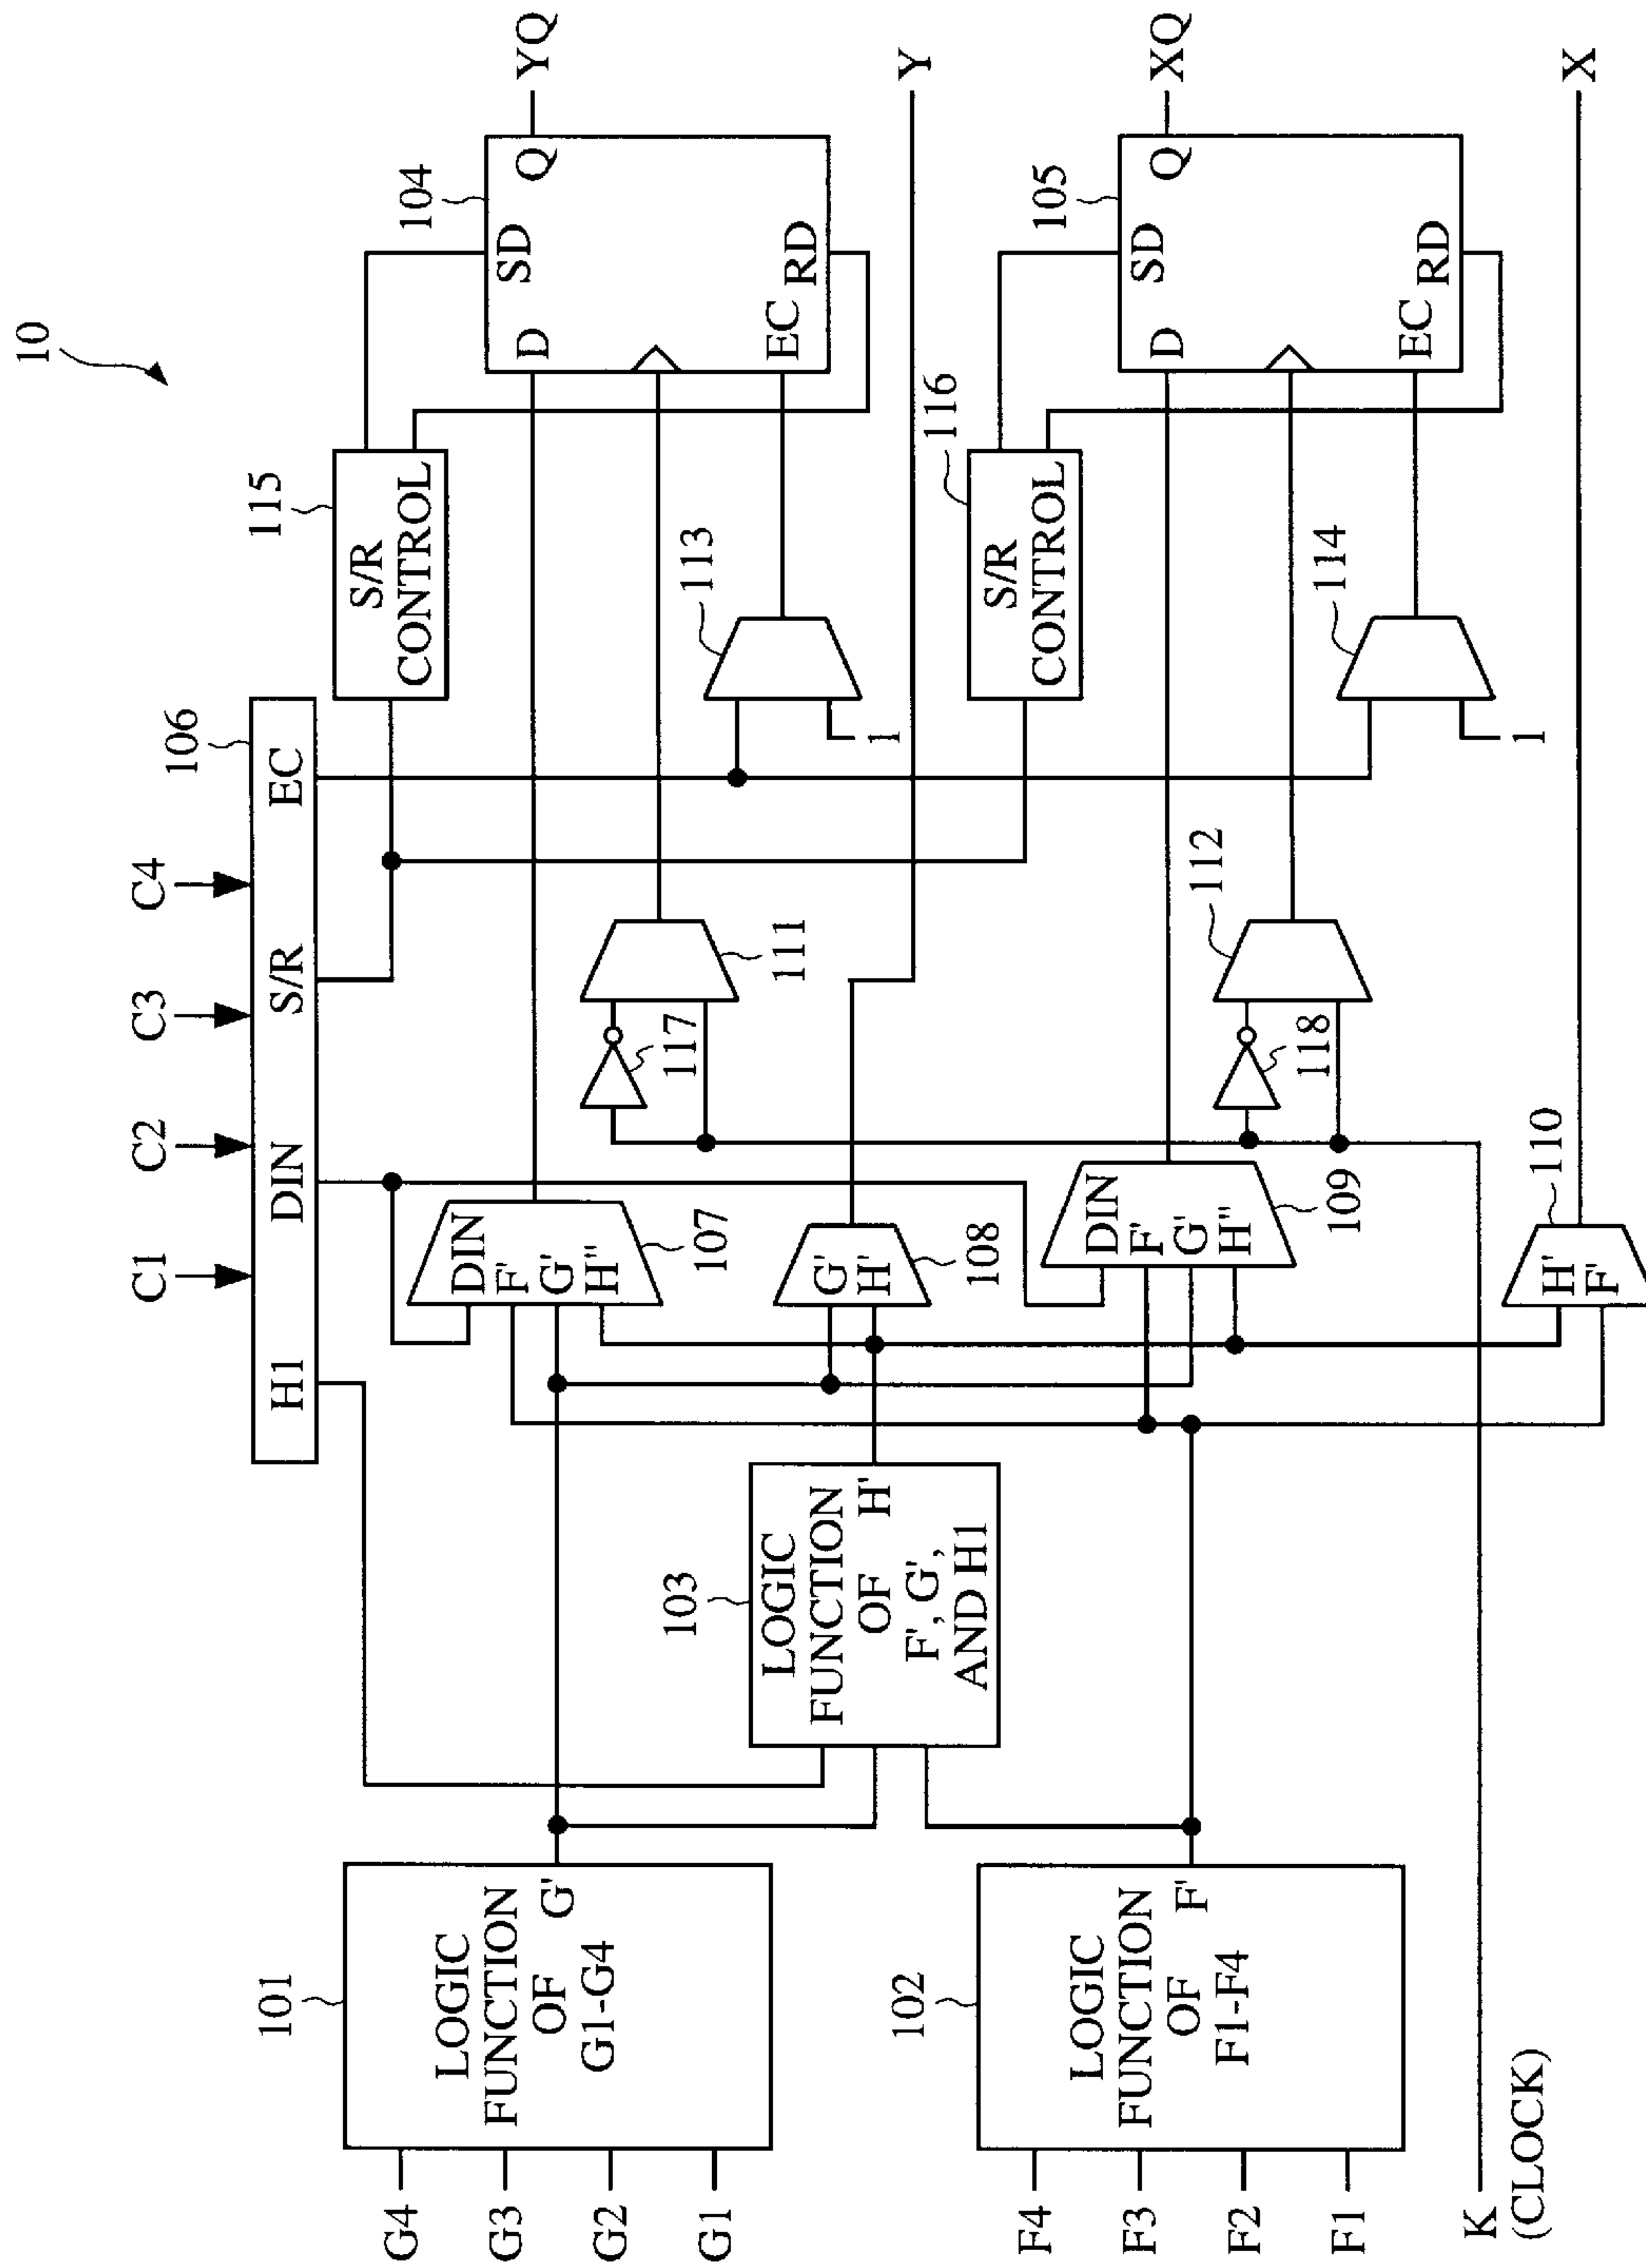 10
C1
C2
C3
C4
106
H1
DIN
S/R
EC
115
S/R
CONTROL
104
SD
D
Q
EC
RD
YQ
101
LOGIC
FUNCTION
OF
G1-G4
G'
G4
G3
G2
G1
107
DIN
F'
G'
H"
117
111
113
1
Y
103
LOGIC
FUNCTION
OF
F', G',
AND H1
H'
108
G'
H'
116
S/R
CONTROL
105
SD
D
Q
EC
RD
XQ
102
LOGIC
FUNCTION
OF
F1-F4
F'
F4
F3
F2
F1
109
DIN
F'
G'
H"
118
112
114
1
110
H'
F'
X
K
(CLOCK)